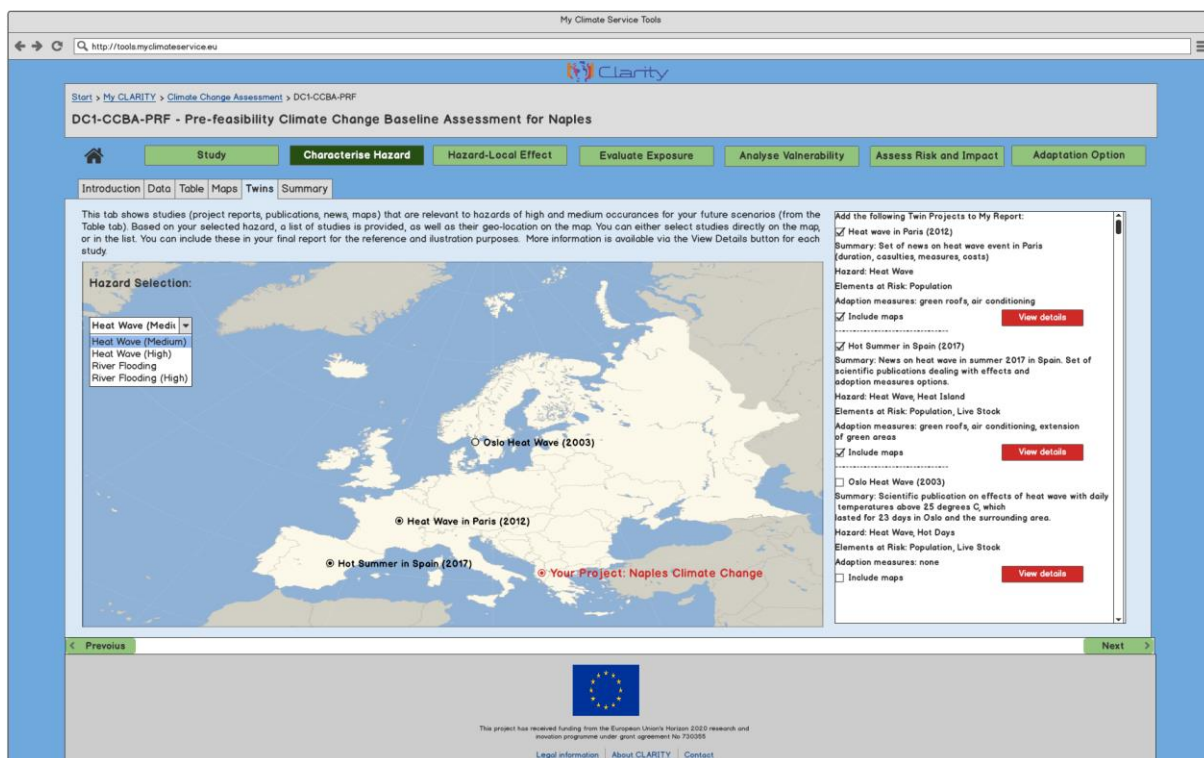 My Climate Service Tools
http://tools.myclimateservice.eu
Clarity
Start > My CLARITY > Climate Change Assessment > DC1-CCBA-PRF
DC1-CCBA-PRF - Pre-feasibility Climate Change Baseline Assessment for Naples
Study
Characterise Hazard
Hazard-Local Effect
Evaluate Exposure
Analyse Valnerability
Assess Risk and Impact
Adaptation Option
Introduction
Data
Table
Maps
Twins
Summary
This tab shows studies (project reports, publications, news, maps) that are relevant to hazards of high and medium occurances for your future scenarios (from the
Table tab). Based on your selected hazard, a list of studies is provided, as well as their geo-location on the map. You can either select studies directly on the map,
or in the list. You can include these in your final report for the reference and ilustration purposes. More information is available via the View Details button for each
study.
Hazard Selection:
Heat Wave (Medi
Heat Wave (Medium)
Heat Wave (High)
River Flooding
River Flooding (High)
Oslo Heat Wave (2003)
Heat Wave in Paris (2012)
Hot Summer in Spain (2017)
Your Project: Naples Climate Change
Add the following Twin Projects to My Report:
Heat wave in Paris (2012)
Summary: Set of news on heat wave event in Paris
(duration, casulties, measures, costs)
Hazard: Heat Wave
Elements at Risk: Population
Adaption measures: green roofs, air conditioning
Include maps
View details
------------------------------
Hot Summer in Spain (2017)
Summary: News on heat wave in summer 2017 in Spain. Set of
scientific publications dealing with effects and
adoption measures options.
Hazard: Heat Wave, Heat Island
Elements at Risk: Population, Live Stock
Adaption measures: green roofs, air conditioning, extension
of green areas
Include maps
View details
------------------------------
Oslo Heat Wave (2003)
Summary: Scientific publication on effects of heat wave with daily
temperatures above 25 degrees C, which
lasted for 23 days in Oslo and the surrounding area.
Hazard: Heat Wave, Hot Days
Elements at Risk: Population, Live Stock
Adaption measures: none
Include maps
View details
< Prevoius
Next >
This project has received funding from the European Union's Horizon 2020 research and
inovation programme under grant agreement No 730355
Legal information | About CLARITY | Contact